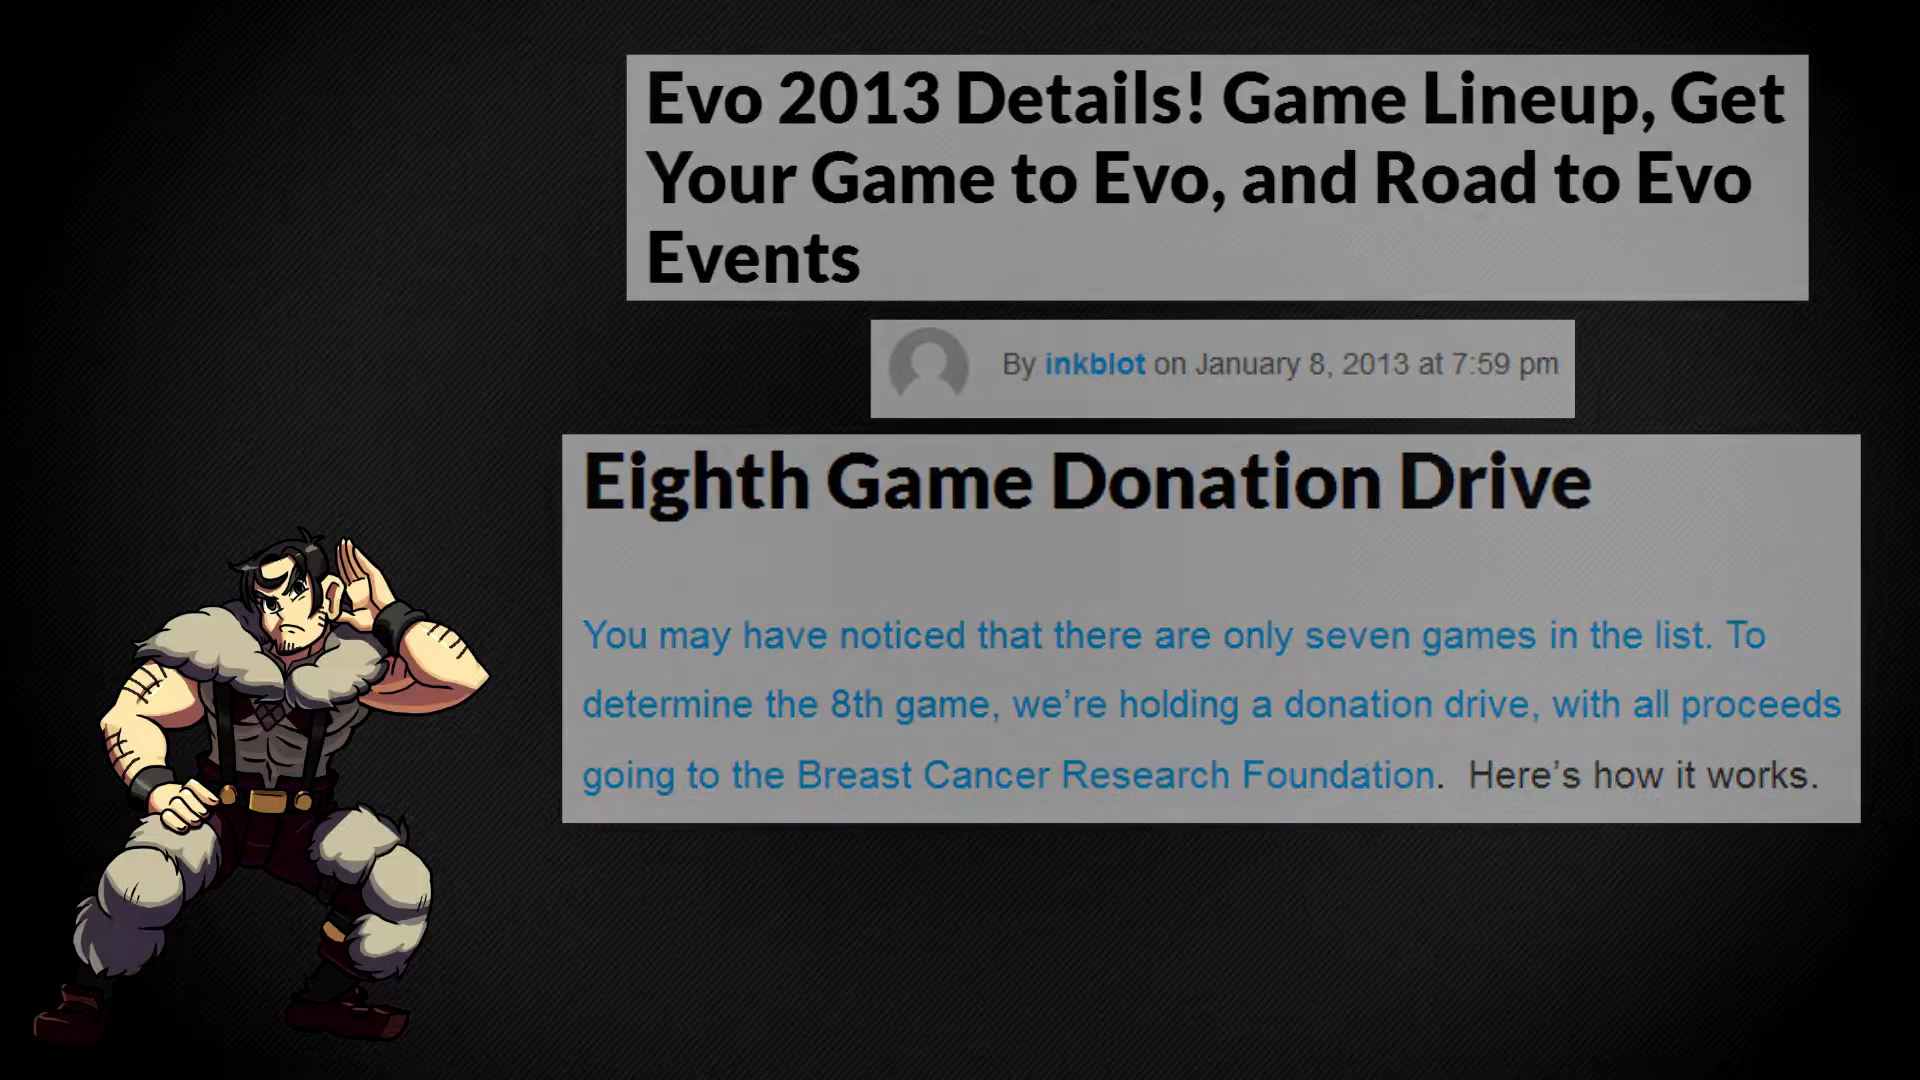 Evo 2013 Details! Game Lineup, Get
Your Game to Evo, and Road to Evo
Events
By inkblot on January 8, 2013 at 7:59 pm
Eighth Game Donation Drive
You may have noticed that there are only seven games in the list. To
determine the 8th game, we’re holding a donation drive, with all proceeds
going to the Breast Cancer Research Foundation. Here’s how it works.